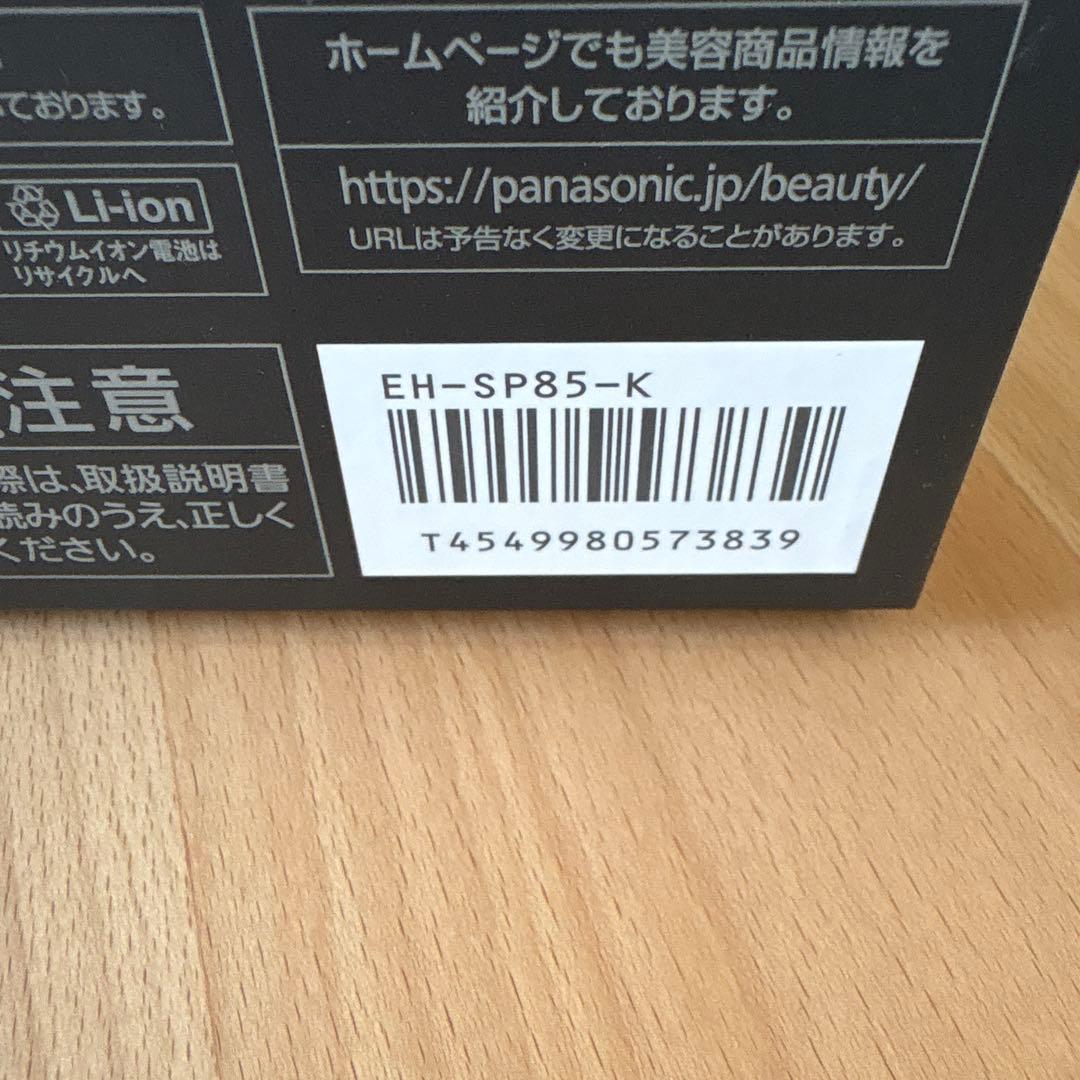 ております。
ホームページでも美容商品情報を
紹介しております。
https://panasonic.jp/beauty/
URLは予告なく変更になることがあります。
Li-ion
リチウムイオン電池は
リサイクルへ
注意
際は、取扱説明書
読みのうえ、正しく
ください。
EH-SP85-K
T4549980573839